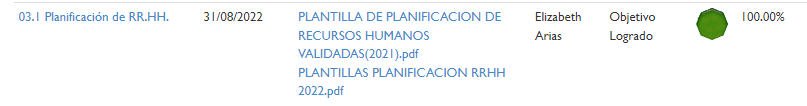 03.1 Planificación de RR.HH. 31/08/2022 PLANTILLA DE PLANIFICACION DE Elizabeth Objetivo 100.00%
RECURSOS HUMANOS Arias Logrado
VALIDADAS(2021).pdf
PLANTILLAS PLANIFICACION RRHH
2022.pdf